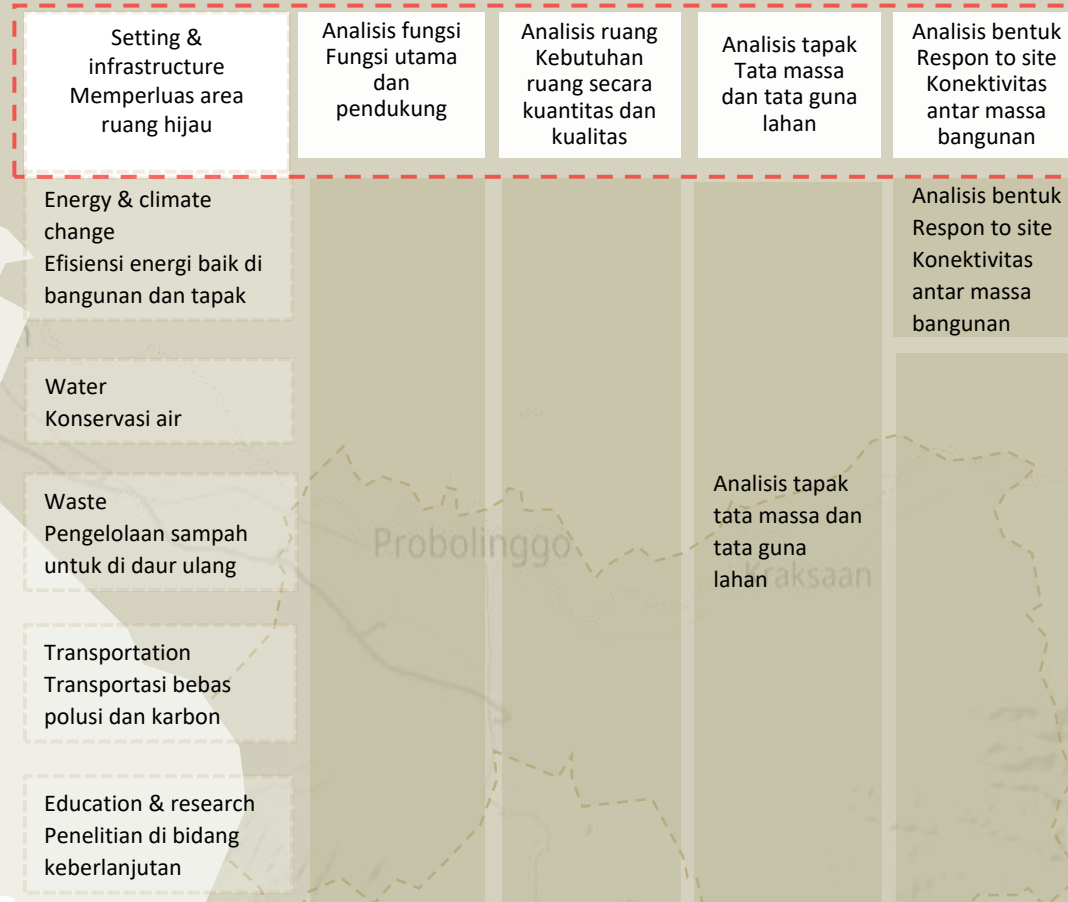 Setting &
infrastructure
Memperluas area
ruang hijau
Analisis fungsi
Fungsi utama
dan
pendukung
Analisis ruang
Kebutuhan
ruang secara
kuantitas dan
kualitas
Analisis tapak
Tata massa
dan tata guna
lahan
Analisis bentuk
Respon to site
Konektivitas
antar massa
bangunan
Energy & climate
change
Efisiensi energi baik di
bangunan dan tapak
Analisis bentuk
Respon to site
Konektivitas
antar massa
bangunan
Water
Konservasi air
Waste
Pengelolaan sampah
untuk di daur ulang
Analisis tapak
tata massa dan
tata guna
lahan
Probolinggo
Kraksaan
Transportation
Transportasi bebas
polusi dan karbon
Education & research
Penelitian di bidang
keberlanjutan